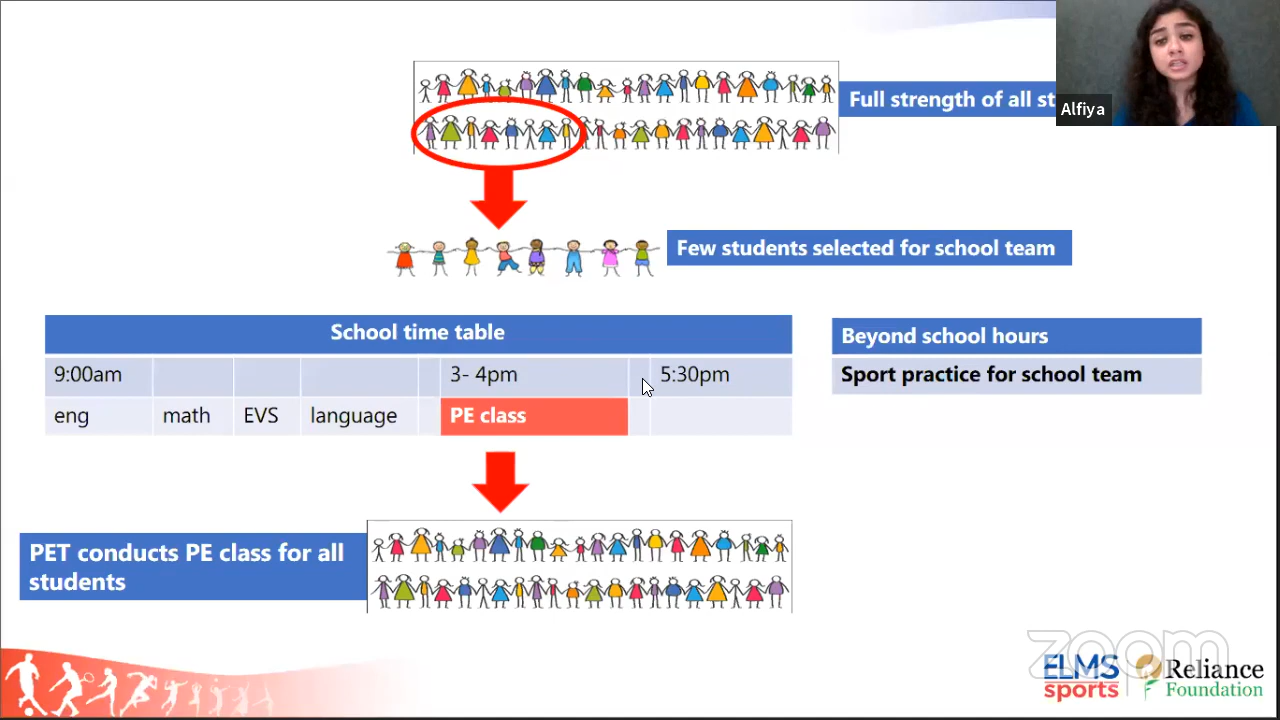 Full strength of all st
Alfiya
Few students selected for school team
School time table
9:00am 3- 4pm 5:30pm
eng math EVS language PE class
Beyond school hours
Sport practice for school team
PET conducts PE class for all
students
zoom
ELMS
sports
Reliance
Foundation